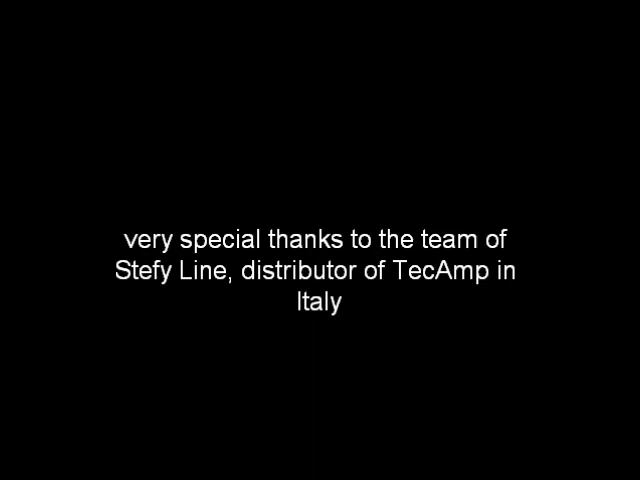 very special thanks to the team of
Stefy Line, distributor of TecAmp in
Italy